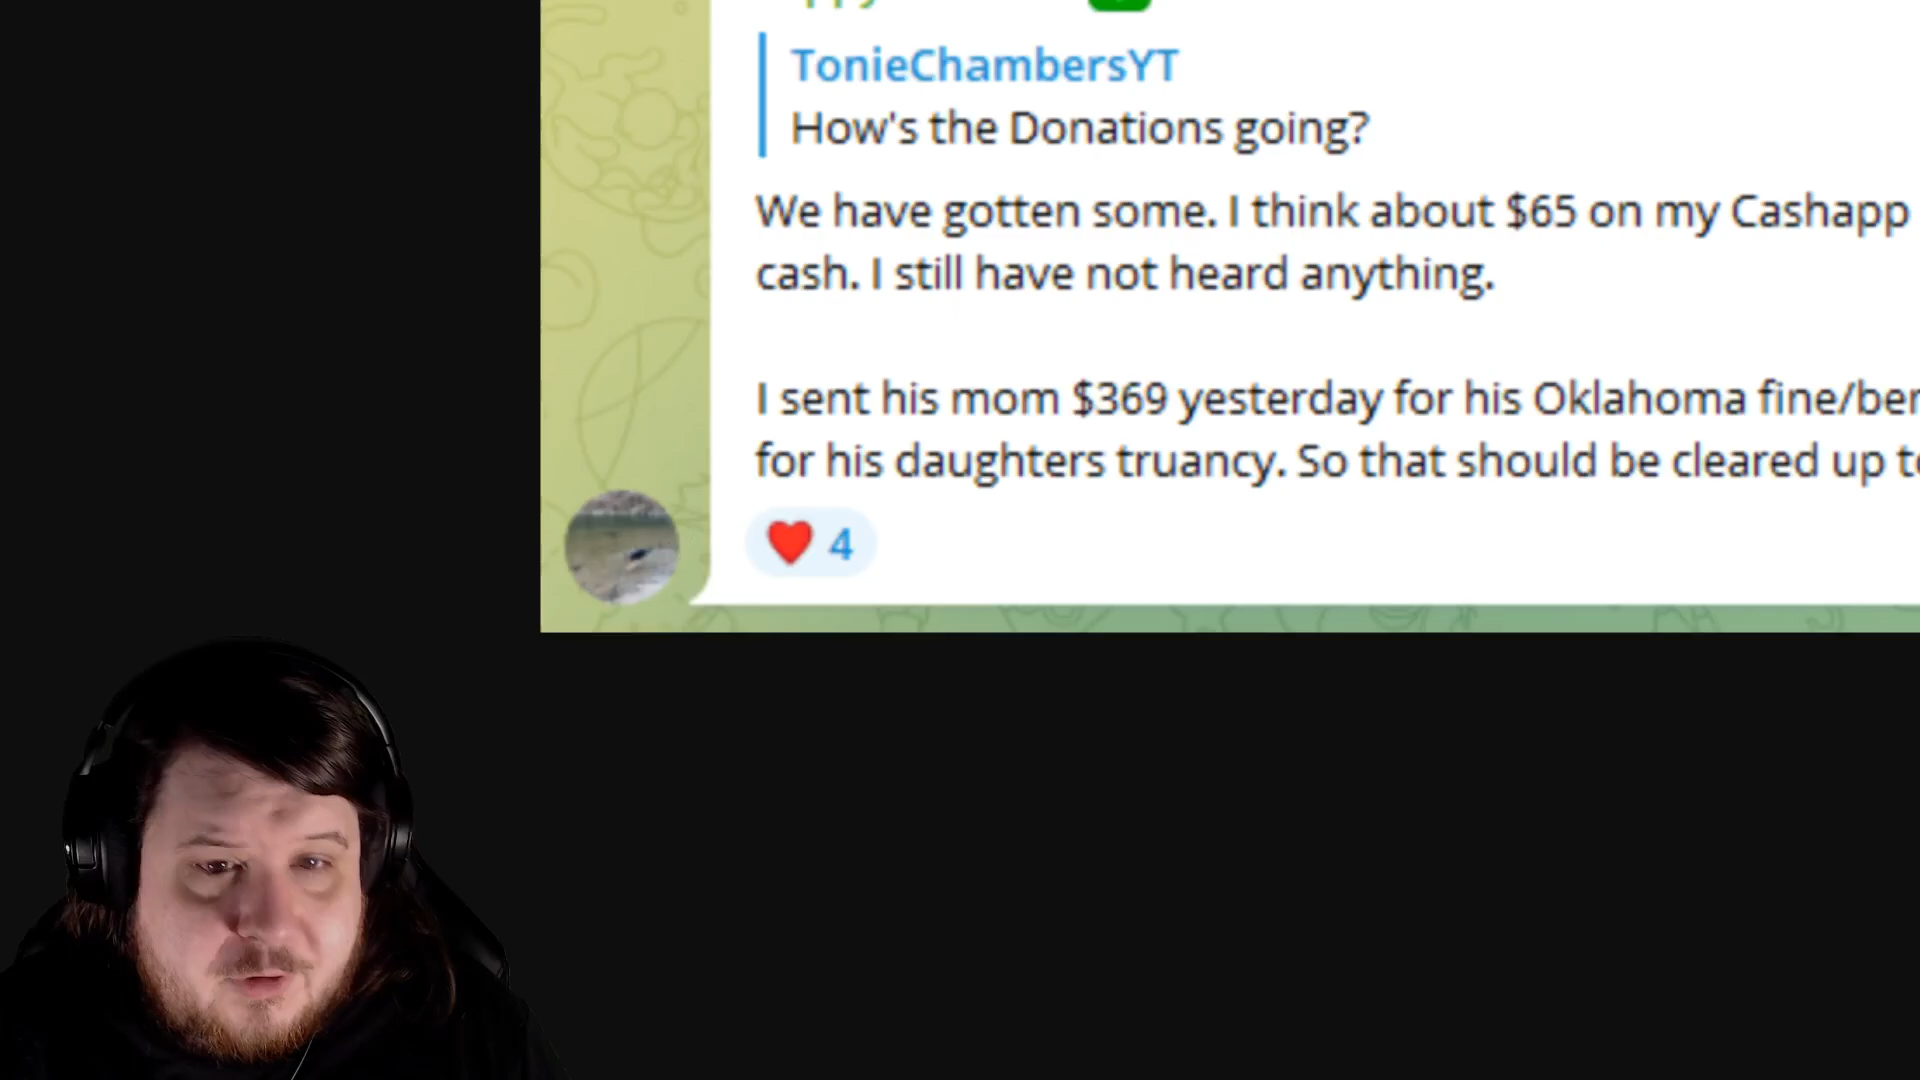 TonieChambersYT
How's the Donations going?
We have gotten some. I think about $65 on my Cashapp
cash. I still have not heard anything.
I sent his mom $369 yesterday for his Oklahoma
for his daughters truancy. So that should be cleared up
4